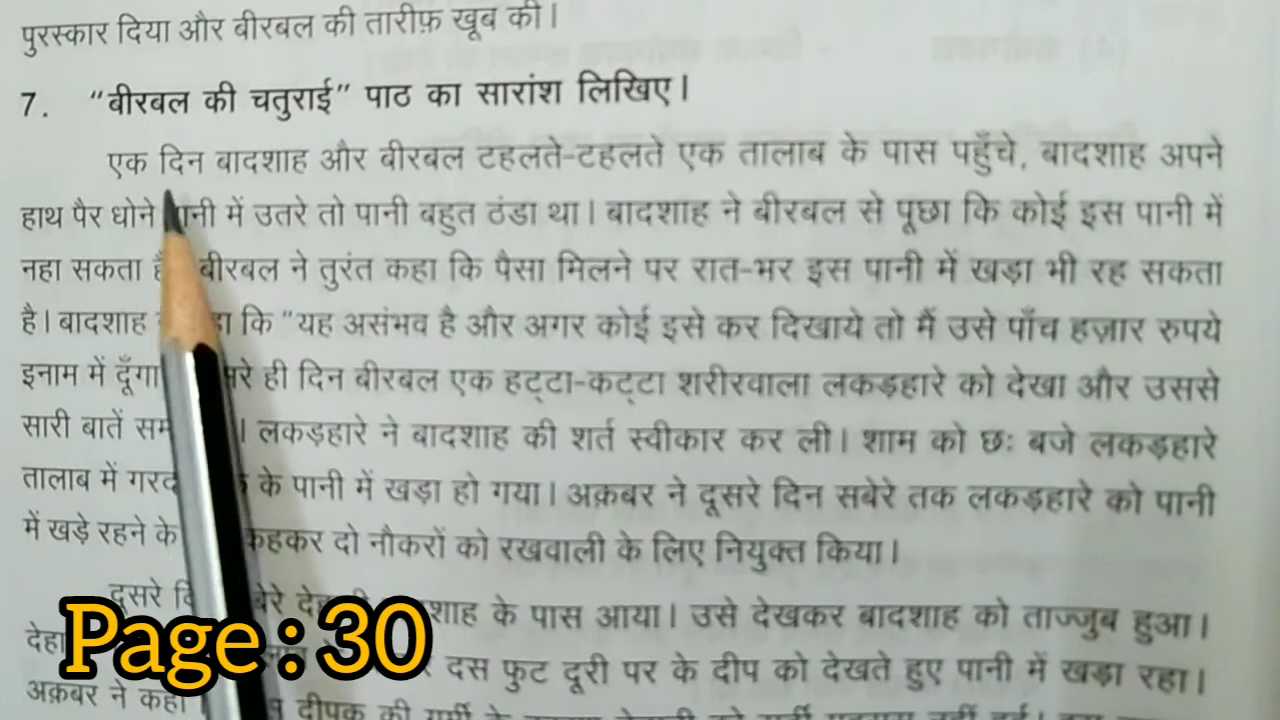 पुरस्कार दिया और बीरबल की तारीफ़ खूब की।
7. "बीरबल की चतुराई" पाठ का सारांश लिखिए।
एक दिन बादशाह और बीरबल टहलते-टहलते एक तालाब के पास पहुँचे, बादशाह अपने
हाथ पैर धोने पानी में उतरे तो पानी बहुत ठंडा था। बादशाह ने बीरबल से पूछा कि कोई इस पानी में
नहा सकता बीरबल ने तुरंत कहा कि पैसा मिलने पर रात-भर इस पानी में खड़ा भी रह सकता
है। बादशाह कि "यह असंभव है और अगर कोई इसे कर दिखाये तो मैं उसे पाँच हज़ार रुपये
इनाम में दूँगा ही दिन बीरबल एक हट्टा-कट्टा शरीरवाला लकड़हारे को देखा और उससे
सारी बातें । लकड़हारे ने बादशाह की शर्त स्वीकार कर ली। शाम को छः बजे लकड़हारे
तालाब में के पानी में खड़ा हो गया। अक़बर ने दूसरे दिन सबेरे तक लकड़हारे को पानी
में खड़े रहने के कहकर दो नौकरों को रखवाली के लिए नियुक्त किया।
दूसरे के पास आया। उसे देखकर बादशाह को ताज्जुब हुआ।
दस फुट दूरी पर के दीप को देखते हुए पानी में खड़ा रहा।
अक़बर ने कहा दीपक की गर्मी के
Page : 30